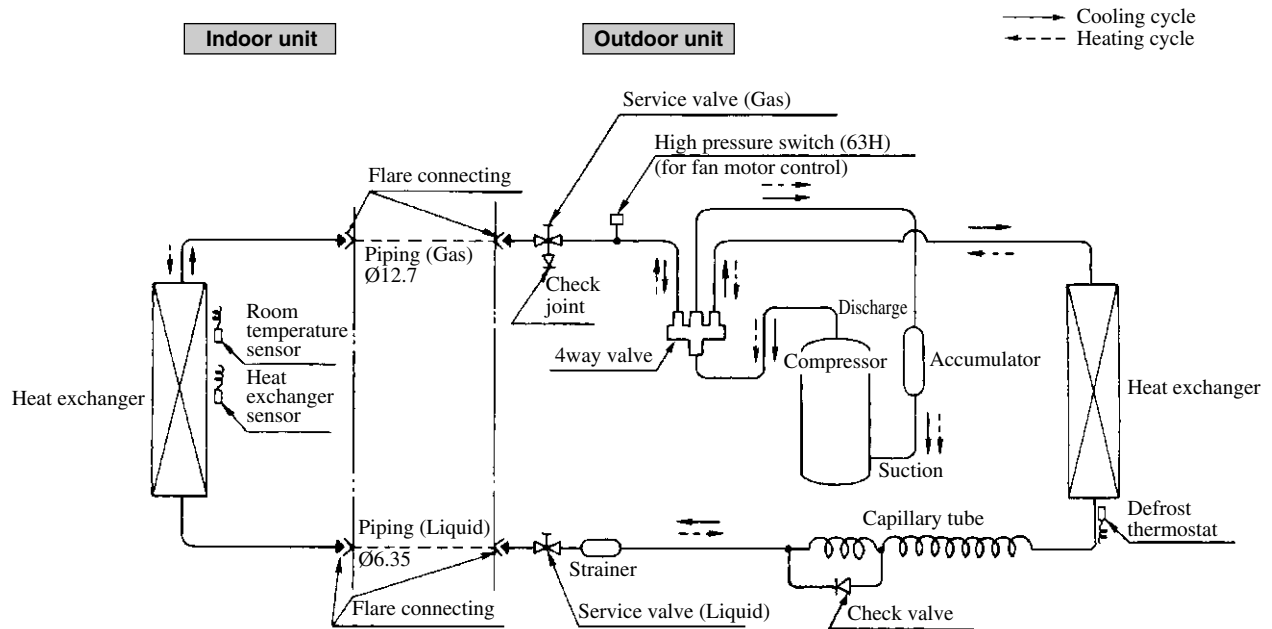 Indoor unit
Outdoor unit
Cooling cycle
Heating cycle
Service valve (Gas)
High pressure switch (63H)
(for fan motor control)
Flare connecting
Piping (Gas)
Ø12.7
Check
joint
Room
temperature
sensor
Heat
exchanger
sensor
Heat exchanger
4way valve
Discharge
Compressor
Accumulator
Suction
Heat exchanger
Defrost
thermostat
Piping (Liquid)
Ø6.35
Strainer
Capillary tube
Flare connecting
Service valve (Liquid)
Check valve